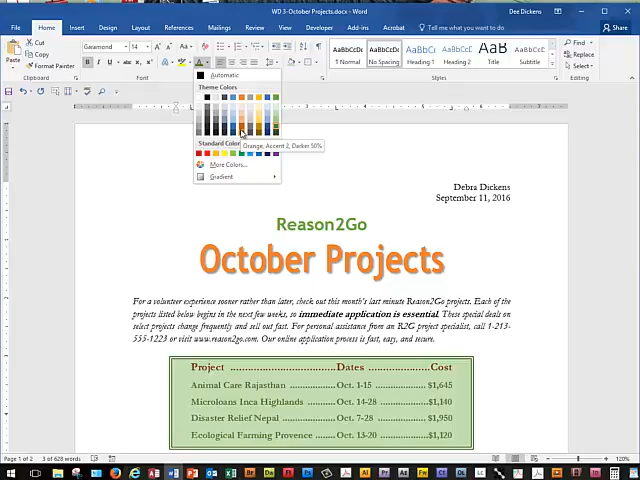 WD 3- October Projects.docx - Word
Dee Dickens
File Home Insert Draw Design Layout References Mailings Review View Developer Add-ins Acrobat Tell me what you want to do Share
Paste Cut Copy Format Painter
Clipboard
Garamond 14
Automatic
Theme Colors
Standard Colors
More Colors...
Gradient
Orange, Accent 2, Darker 50%
Paragraph
AaBbCcDc AaBbCcDc AaBbCc AaBbCcD AaB AaBbCcD
1 Normal No Spacing Heading 1 Heading 2 Title Subtitle
Styles
Find
Replace
Select
Editing
Debra Dickens
September 11, 2016
Reason2Go
October Projects
For a volunteer experience sooner rather than later, check out this month's last minute Reason2Go projects. Each of the
projects listed below begins in the next few weeks, so immediate application is essential. These special deals on
select projects change frequently and sell out fast. For personal assistance from an R2G project specialist, call 1-213-
555-1223 or visit www.reason2go.com. Our online application process is fast, easy, and secure.
Project ..............................Dates ..................Cost
Animal Care Rajasthan .............. Oct. 1-15 ........... $1,645
Microloans Inca Highlands .......... Oct. 14-28 .......... $1,140
Disaster Relief Nepal .............. Oct. 7-28 ........... $1,950
Ecological Farming Provence ... Oct. 13-20 .......... $1,120
Page 1 of 2 3 of 628 words
120%